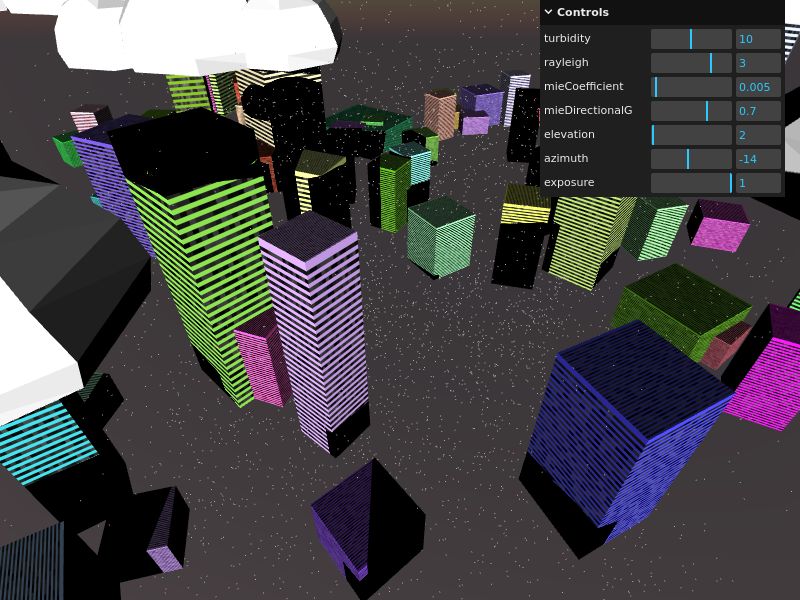 Controls
turbidity 10
rayleigh 3
mieCoefficient 0.005
mieDirectionalG 0.7
elevation 2
azimuth -14
exposure 1